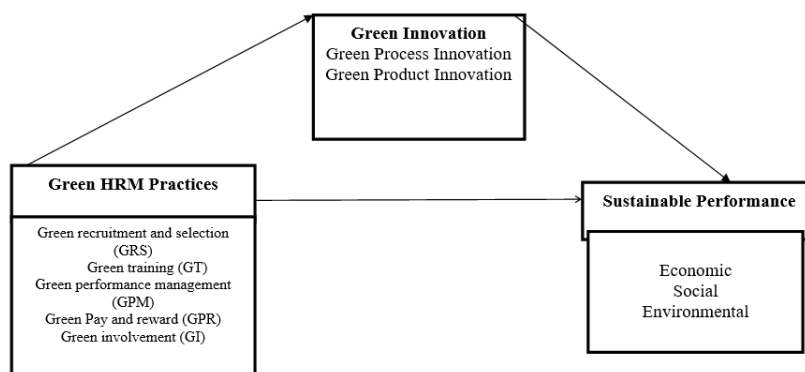 Green Innovation
Green Process Innovation
Green Product Innovation
Green HRM Practices
Green recruitment and selection
(GRS)
Green training (GT)
Green performance management
(GPM)
Green Pay and reward (GPR)
Green involvement (GI)
Sustainable Performance
Economic
Social
Environmental